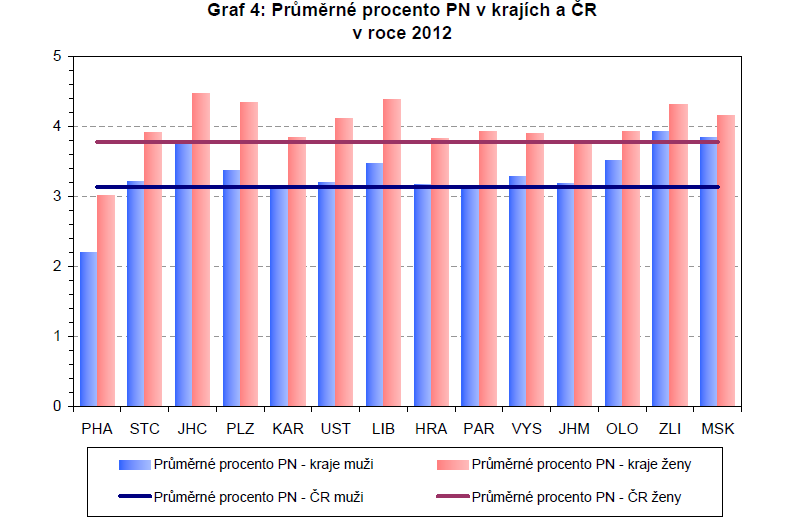 Graf 4: Průměrné procento PN v krajích a ČR
v roce 2012
5
4
3
2
1
0
PHA STC JHC PLZ KAR UST LIB HRA PAR VYS JHM OLO ZLI MSK
Průměrné procento PN - kraje muži Průměrné procento PN - kraje ženy
Průměrné procento PN - ČR muži Průměrné procento PN - ČR ženy